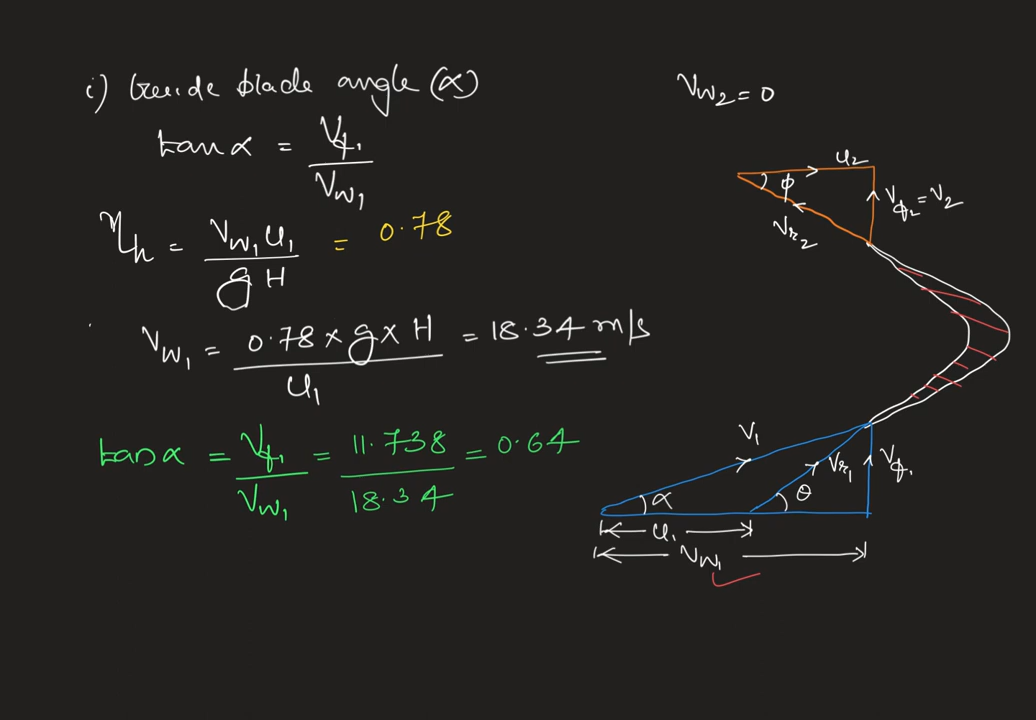 i) Guide blade angle (α)
tan α = Vf₁ / Vw₁
ηh = Vw₁ u₁ / g H = 0.78
Vw₁ = 0.78 × g × H / u₁ = 18.34 m/s
tan α = Vf₁ / Vw₁ = 11.738 / 18.34 = 0.64
Vw₂ = 0
u₂
ϕ
Vf₂ = V₂
Vr₂
V₁
Vr₁
Vf₁
α
θ
u₁
Vw₁